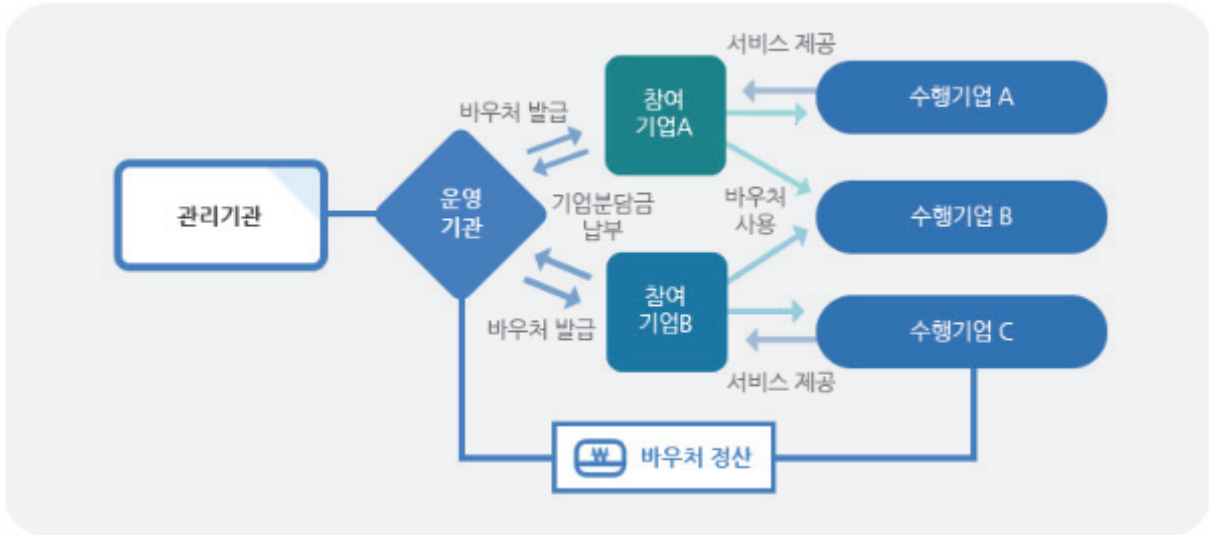 서비스 제공
참여
기업A
수행기업 A
바우처 발급
운영
기관
관리기관
기업분담금
납부
바우처
사용
수행기업 B
참여
기업B
바우처 발급
수행기업 C
서비스 제공
₩ 바우처 정산